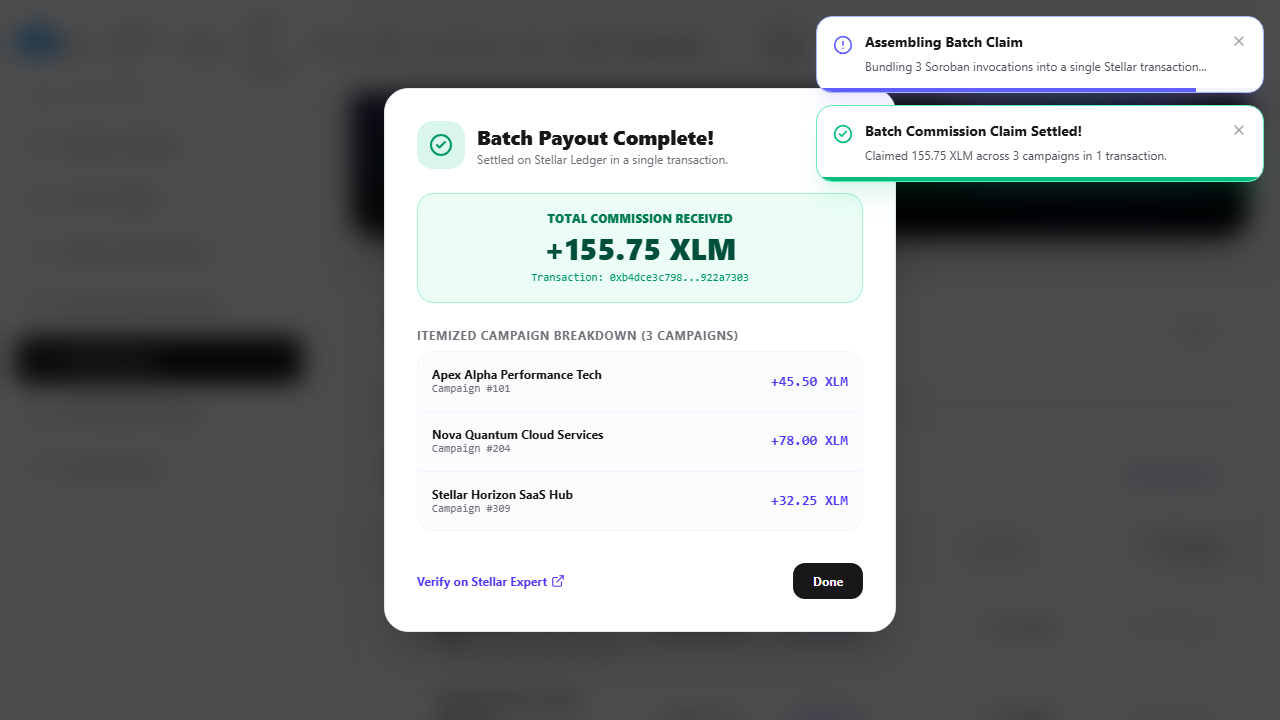 Assembling Batch Claim
Bundling 3 Soroban invocations into a single Stellar transaction...
Batch Commission Claim Settled!
Claimed 155.75 XLM across 3 campaigns in 1 transaction.
Batch Payout Complete!
Settled on Stellar Ledger in a single transaction.
TOTAL COMMISSION RECEIVED
+155.75 XLM
Transaction: 0xb4dce3c798...922a7303
ITEMIZED CAMPAIGN BREAKDOWN (3 CAMPAIGNS)
Apex Alpha Performance Tech
Campaign #101
+45.50 XLM
Nova Quantum Cloud Services
Campaign #204
+78.00 XLM
Stellar Horizon SaaS Hub
Campaign #309
+32.25 XLM
Verify on Stellar Expert
Done